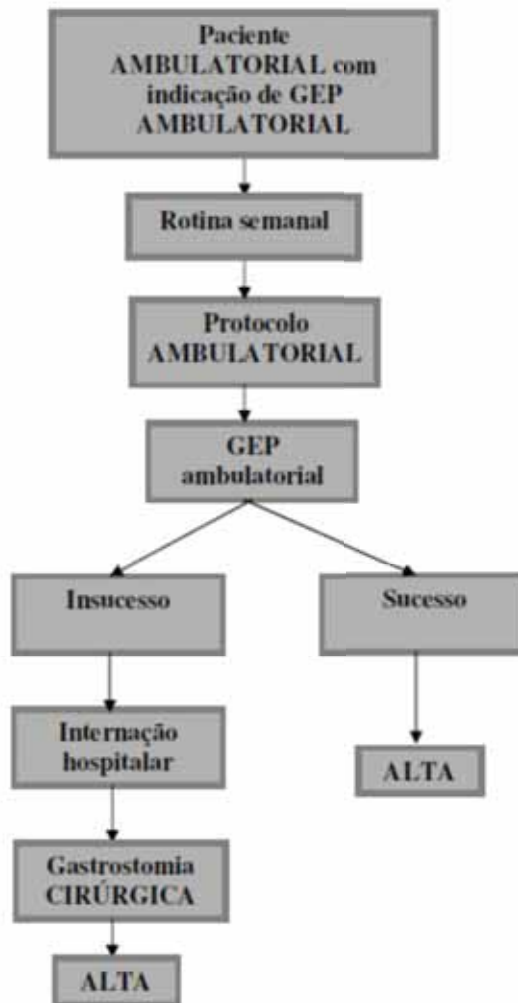 Paciente
AMBULATORIAL com
indicação de GEP
AMBULATORIAL
Rotina semanal
Protocolo
AMBULATORIAL
GEP
ambulatorial
Insucesso
Sucesso
Internação
hospitalar
ALTA
Gastrostomia
CIRÚRGICA
ALTA